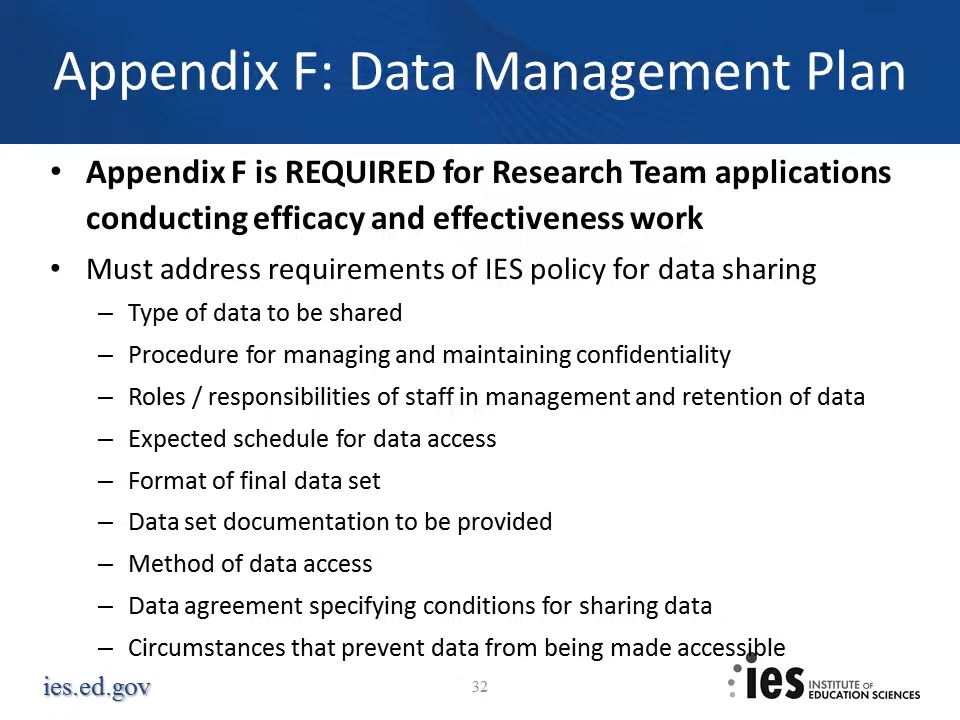 Appendix F: Data Management Plan
• Appendix F is REQUIRED for Research Team applications
conducting efficacy and effectiveness work
• Must address requirements of IES policy for data sharing
– Type of data to be shared
– Procedure for managing and maintaining confidentiality
– Roles / responsibilities of staff in management and retention of data
– Expected schedule for data access
– Format of final data set
– Data set documentation to be provided
– Method of data access
– Data agreement specifying conditions for sharing data
– Circumstances that prevent data from being made accessible
ies.ed.gov
32
ies
INSTITUTE OF
EDUCATION SCIENCES